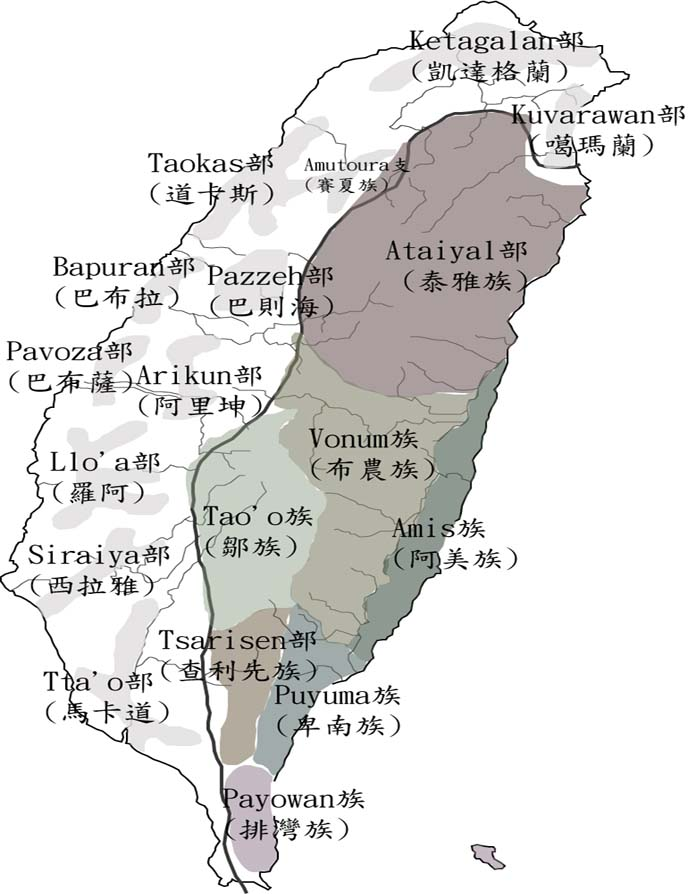 Ketagalan部
(凱達格蘭)
Kuvarawan部
(噶瑪蘭)
Taokas部
(道卡斯)
Amutoura支
(賽夏族)
Ataiyal部
(泰雅族)
Bapuran部
(巴布拉)
Pazzeh部
(巴則海)
Pavoza部
(巴布薩)
Arikun部
(阿里坤)
Vonum族
(布農族)
Llo'a部
(羅阿)
Tao'o族
(鄒族)
Amis族
(阿美族)
Siraiya部
(西拉雅)
Tsarisen部
(查利先族)
Tta'o部
(馬卡道)
Puyuma族
(卑南族)
Payowan族
(排灣族)